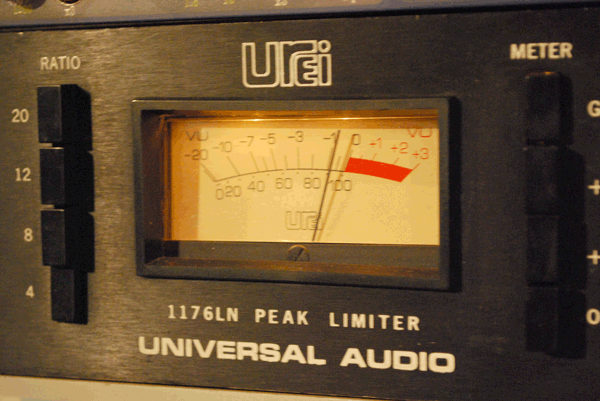 UREI
RATIO
METER
20
12
8
4
VU
VU
-20 -10 -7 -5 -3 -1 0 +1 +2 +3
0 20 40 60 80 100
UREI
G
+
+
O
1176LN PEAK LIMITER
UNIVERSAL AUDIO